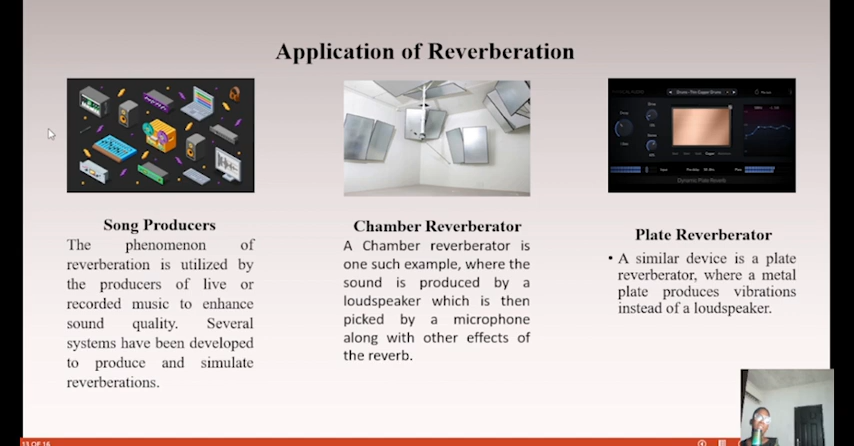 Application of Reverberation
Song Producers
The phenomenon of
reverberation is utilized by
the producers of live or
recorded music to enhance
sound quality. Several
systems have been developed
to produce and simulate
reverberations.
Chamber Reverberator
A Chamber reverberator is
one such example, where the
sound is produced by a
loudspeaker which is then
picked by a microphone
along with other effects of
the reverb.
Dynamic Plate Reverb
Plate Reverberator
• A similar device is a plate
reverberator, where a metal
plate produces vibrations
instead of a loudspeaker.
13 OF 16